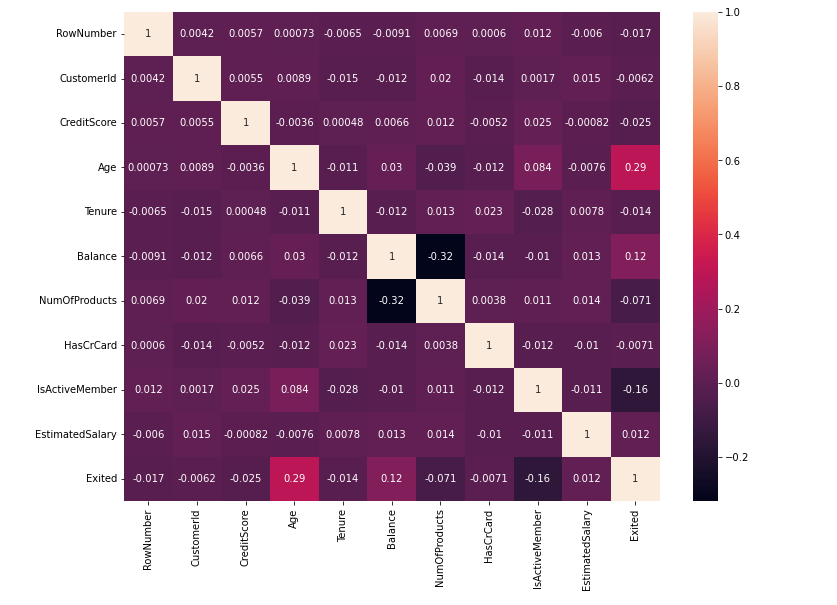 RowNumber 1 0.0042 0.0057 0.00073 -0.0065 -0.0091 0.0069 0.0006 0.012 -0.006 -0.017
CustomerId 0.0042 1 0.0055 0.0089 -0.015 -0.012 0.02 -0.014 0.0017 0.015 -0.0062
CreditScore 0.0057 0.0055 1 -0.0036 0.00048 0.0066 0.012 -0.0052 0.025 -0.00082 -0.025
Age 0.00073 0.0089 -0.0036 1 -0.011 0.03 -0.039 -0.012 0.084 -0.0076 0.29
Tenure -0.0065 -0.015 0.00048 -0.011 1 -0.012 0.013 0.023 -0.028 0.0078 -0.014
Balance -0.0091 -0.012 0.0066 0.03 -0.012 1 -0.32 -0.014 -0.01 0.013 0.12
NumOfProducts 0.0069 0.02 0.012 -0.039 0.013 -0.32 1 0.0038 0.011 0.014 -0.071
HasCrCard 0.0006 -0.014 -0.0052 -0.012 0.023 -0.014 0.0038 1 -0.012 -0.01 -0.0071
IsActiveMember 0.012 0.0017 0.025 0.084 -0.028 -0.01 0.011 -0.012 1 -0.011 -0.16
EstimatedSalary -0.006 0.015 -0.00082 -0.0076 0.0078 0.013 0.014 -0.01 -0.011 1 0.012
Exited -0.017 -0.0062 -0.025 0.29 -0.014 0.12 -0.071 -0.0071 -0.16 0.012 1
RowNumber
CustomerId
CreditScore
Age
Tenure
Balance
NumOfProducts
HasCrCard
IsActiveMember
EstimatedSalary
Exited
1.0
0.8
0.6
0.4
0.2
0.0
−0.2